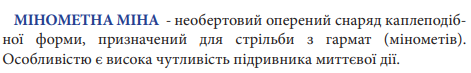 МІНОМЕТНА МІНА - необертовий оперений снаряд каплеподіб-
ної форми, призначений для стрільби з гармат (мінометів).
Особливістю є висока чутливість підривника миттєвої дії.